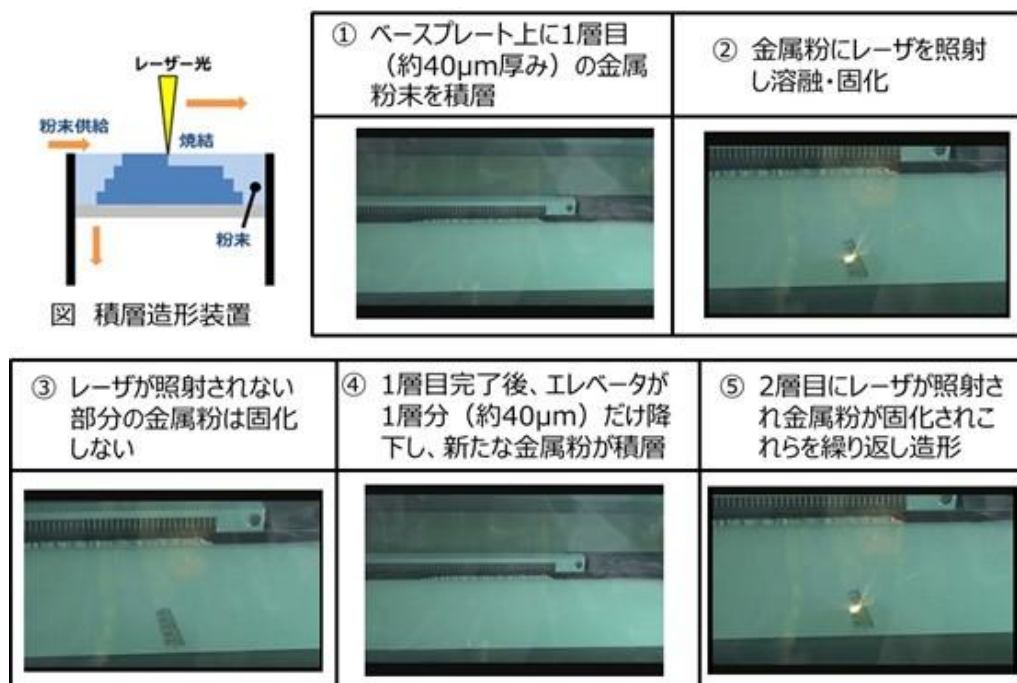 レーザー光
粉末供給
焼結
粉末
図 積層造形装置
① ベースプレート上に1層目
（約40μm厚み）の金属
粉末を積層
② 金属粉にレーザを照射
し溶融・固化
③ レーザが照射されない
部分の金属粉は固化
しない
④ 1層目完了後、エレベータが
1層分（約40μm）だけ降
下し、新たな金属粉が積層
⑤ 2層目にレーザが照射さ
れ金属粉が固化されこ
れらを繰り返し造形